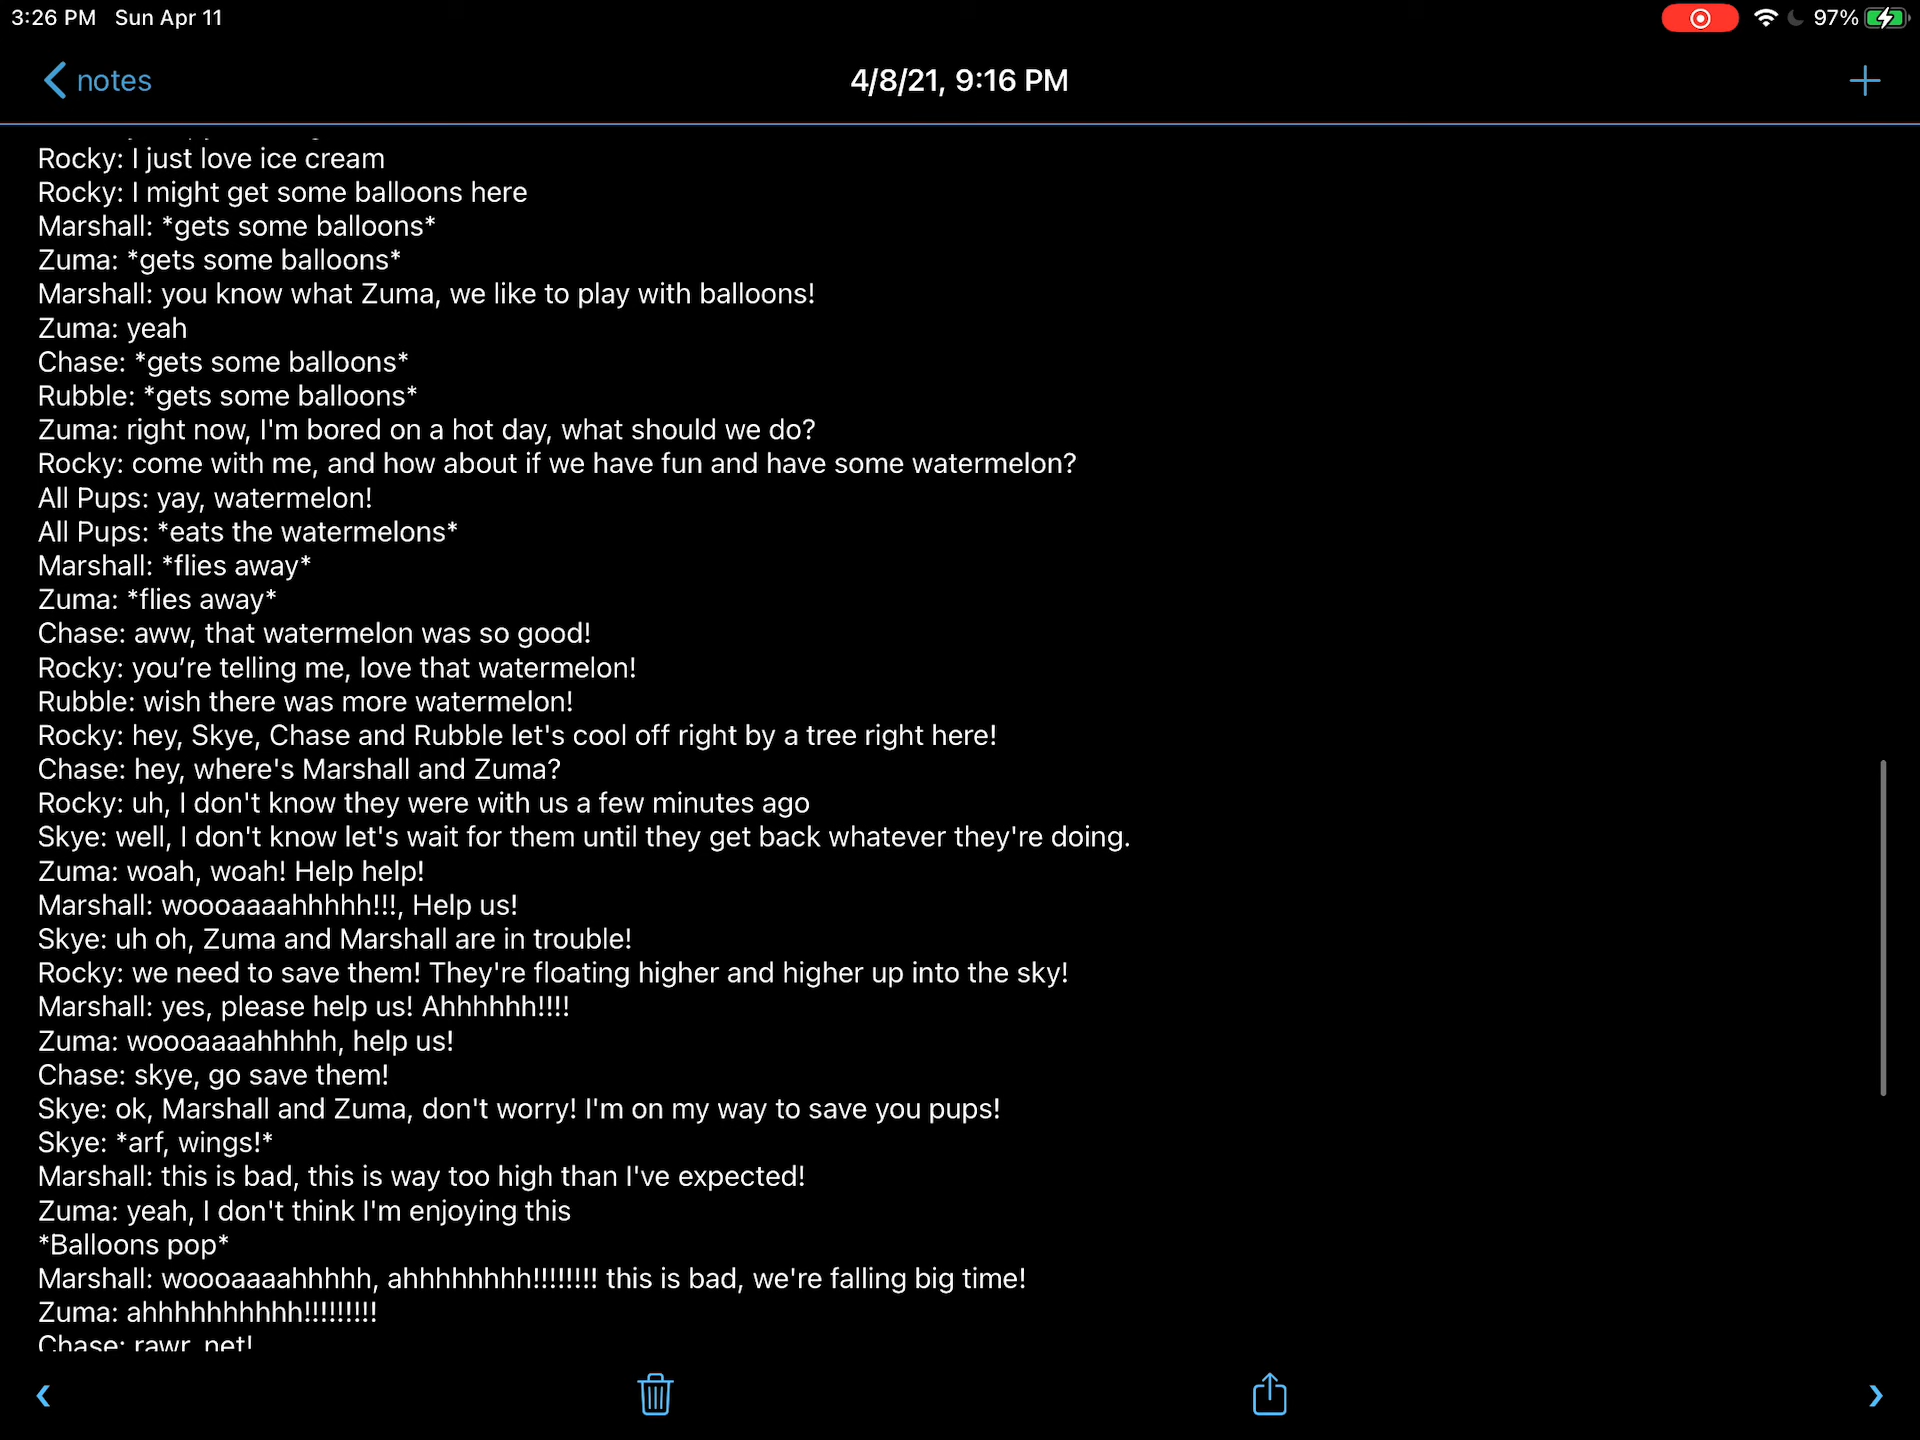 3:26 PM Sun Apr 11
97%
notes
4/8/21, 9:16 PM
Rocky: I just love ice cream
Rocky: I might get some balloons here
Marshall: *gets some balloons*
Zuma: *gets some balloons*
Marshall: you know what Zuma, we like to play with balloons!
Zuma: yeah
Chase: *gets some balloons*
Rubble: *gets some balloons*
Zuma: right now, I'm bored on a hot day, what should we do?
Rocky: come with me, and how about if we have fun and have some watermelon?
All Pups: yay, watermelon!
All Pups: *eats the watermelons*
Marshall: *flies away*
Zuma: *flies away*
Chase: aww, that watermelon was so good!
Rocky: you’re telling me, love that watermelon!
Rubble: wish there was more watermelon!
Rocky: hey, Skye, Chase and Rubble let's cool off right by a tree right here!
Chase: hey, where's Marshall and Zuma?
Rocky: uh, I don't know they were with us a few minutes ago
Skye: well, I don't know let's wait for them until they get back whatever they're doing.
Zuma: woah, woah! Help help!
Marshall: woooaaaahhhhh!!!, Help us!
Skye: uh oh, Zuma and Marshall are in trouble!
Rocky: we need to save them! They're floating higher and higher up into the sky!
Marshall: yes, please help us! Ahhhhhh!!!!
Zuma: woooaaaahhhhh, help us!
Chase: skye, go save them!
Skye: ok, Marshall and Zuma, don't worry! I'm on my way to save you pups!
Skye: *arf, wings!*
Marshall: this is bad, this is way too high than I've expected!
Zuma: yeah, I don't think I'm enjoying this
*Balloons pop*
Marshall: woooaaaahhhhh, ahhhhhhhh!!!!!!!! this is bad, we're falling big time!
Zuma: ahhhhhhhhhh!!!!!!!!!
Chase: rawr, net!